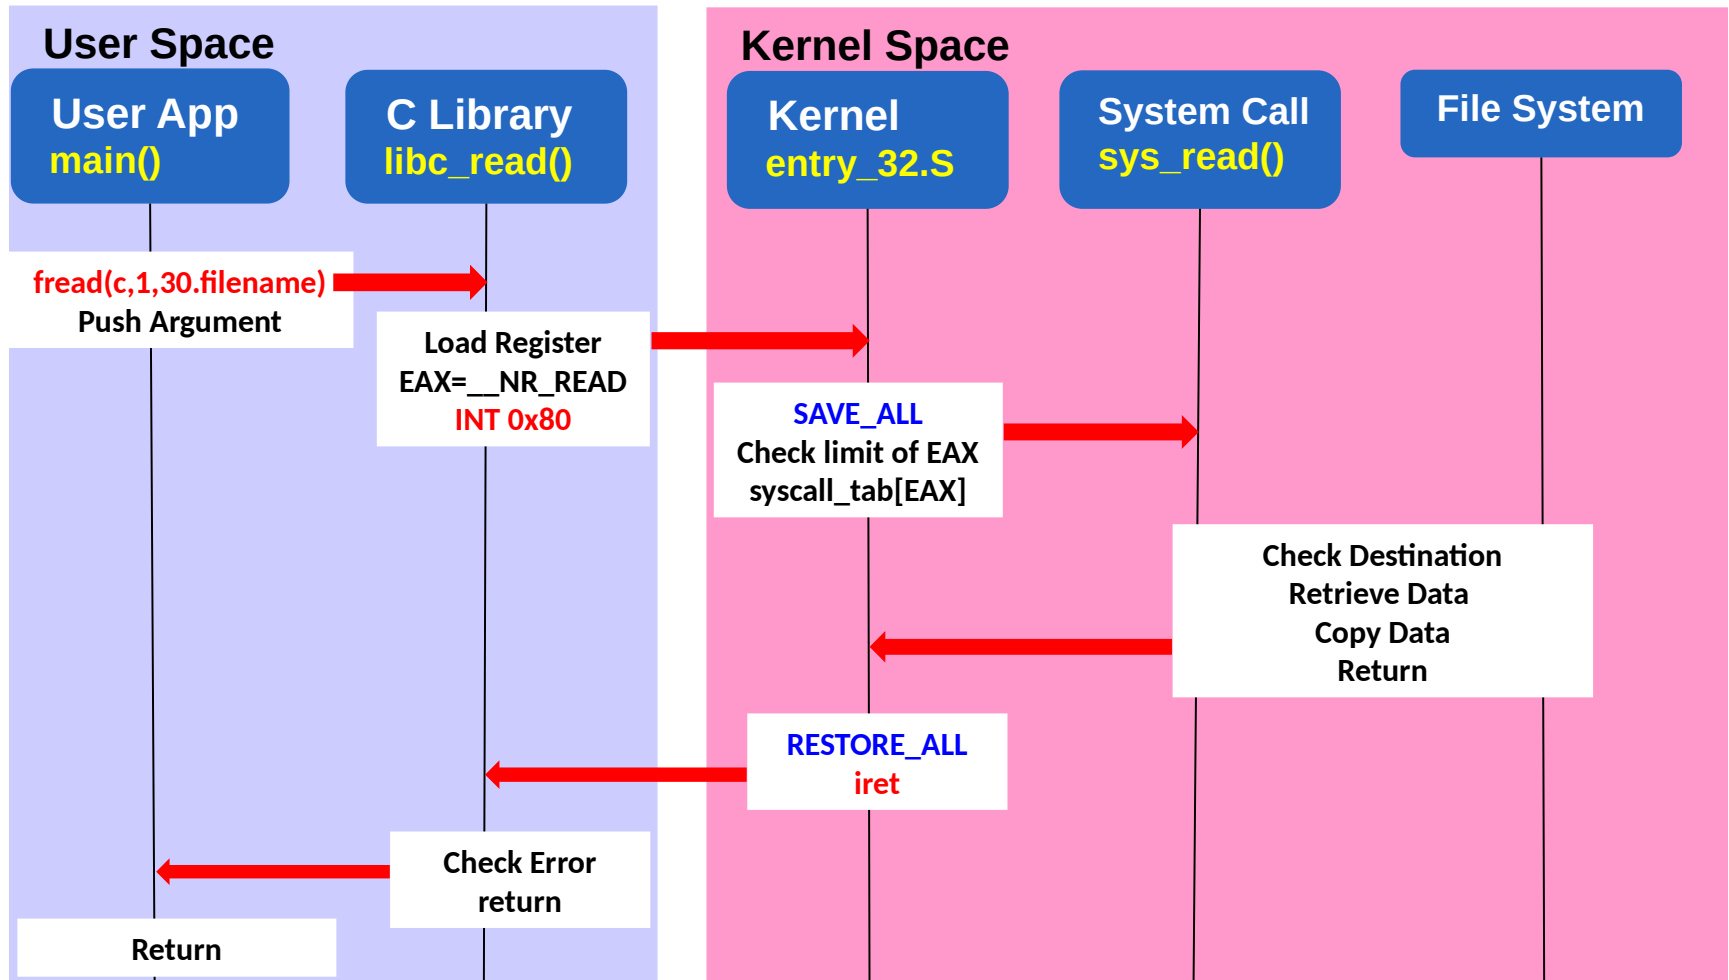 User Space
Kernel Space
User App
main()
C Library
libc_read()
Kernel
entry_32.S
System Call
sys_read()
File System
fread(c,1,30.filename)
Push Argument
Load Register
EAX=__NR_READ
INT 0x80
SAVE_ALL
Check limit of EAX
syscall_tab[EAX]
Check Destination
Retrieve Data
Copy Data
Return
RESTORE_ALL
iret
Check Error
return
Return